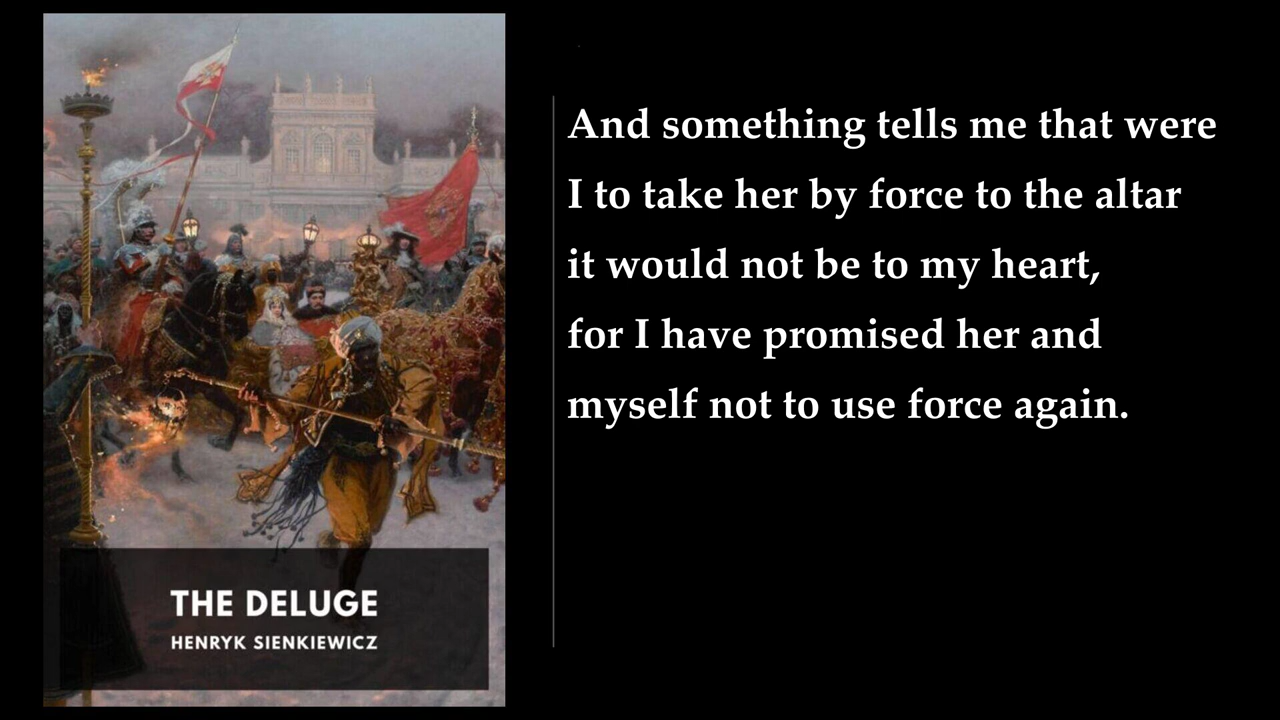 And something tells me that were
I to take her by force to the altar
it would not be to my heart,
for I have promised her and
myself not to use force again.
THE DELUGE
HENRYK SIENKIEWICZ